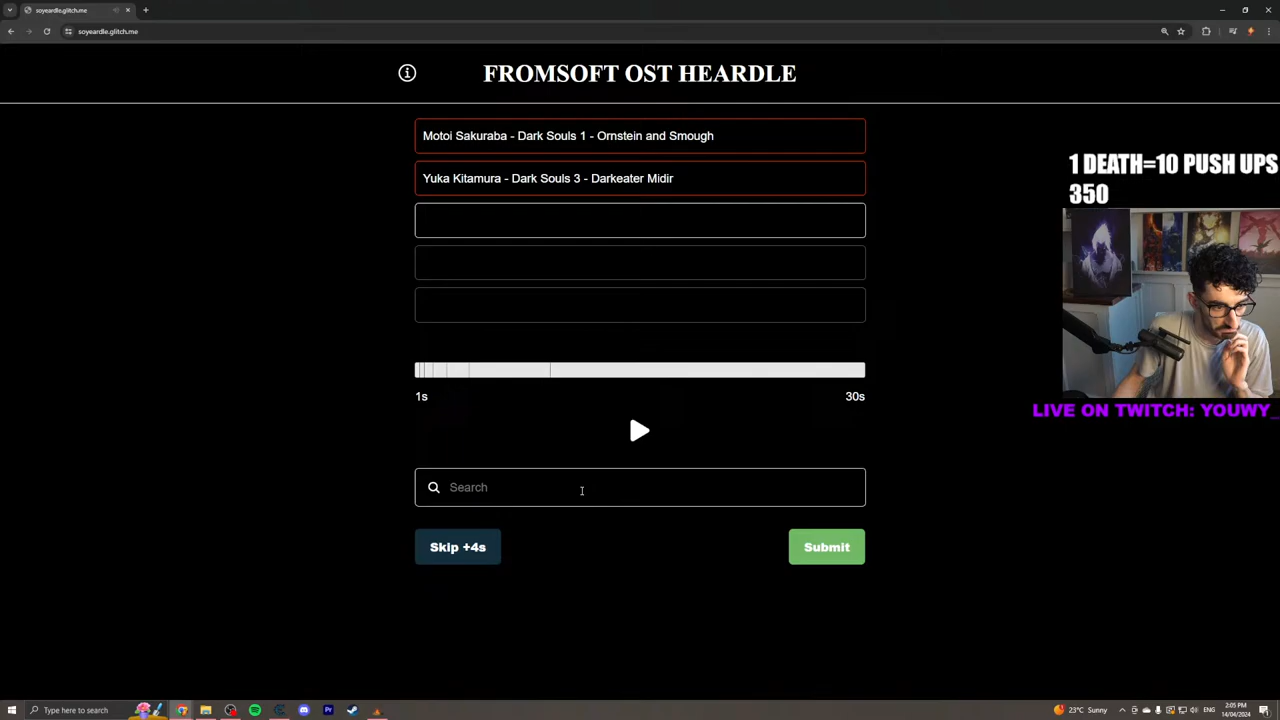 soyeardle.glitch.me
soyeardle.glitch.me
FROMSOFT OST HEARDLE
Motoi Sakuraba - Dark Souls 1 - Ornstein and Smough
Yuka Kitamura - Dark Souls 3 - Darkeater Midir
1 DEATH=10 PUSH UPS
350
LIVE ON TWITCH: YOUWY_
1s
30s
Search
Skip +4s
Submit
Type here to search
23°C Sunny
ENG
2:05 PM
14/04/2024